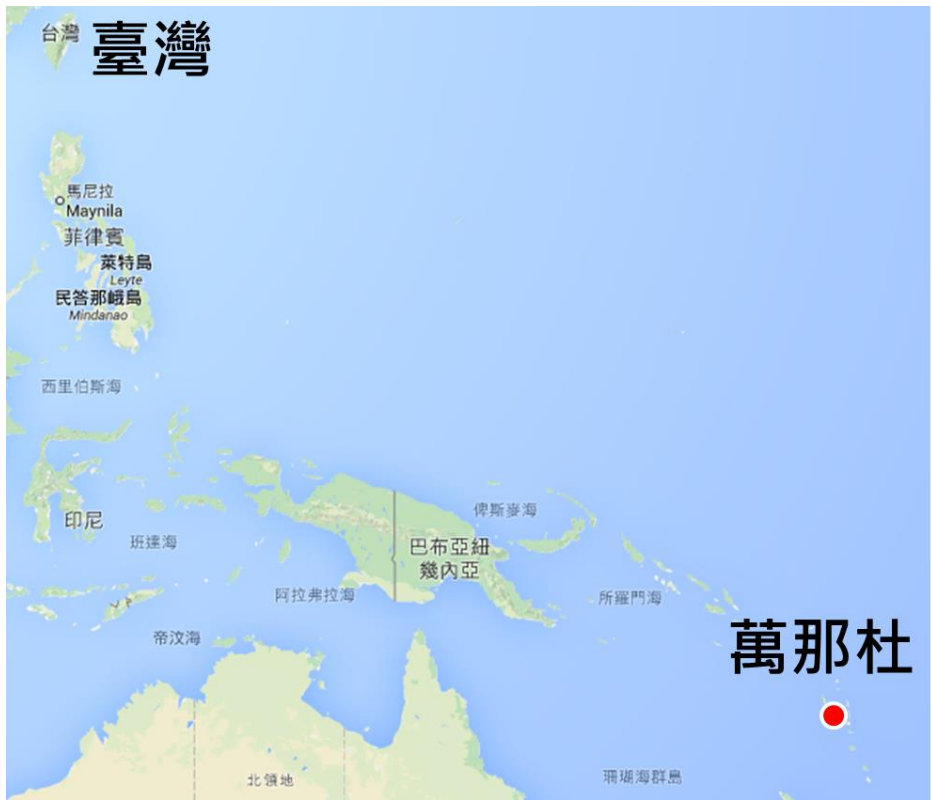 台灣
臺灣
馬尼拉
Maynila
菲律賓
萊特島
Leyte
民答那峨島
Mindanao
西里伯斯海
印尼
班達海
俾斯麥海
巴布亞紐
幾內亞
阿拉弗拉海
所羅門海
帝汶海
萬那杜
北領地
珊瑚海群島